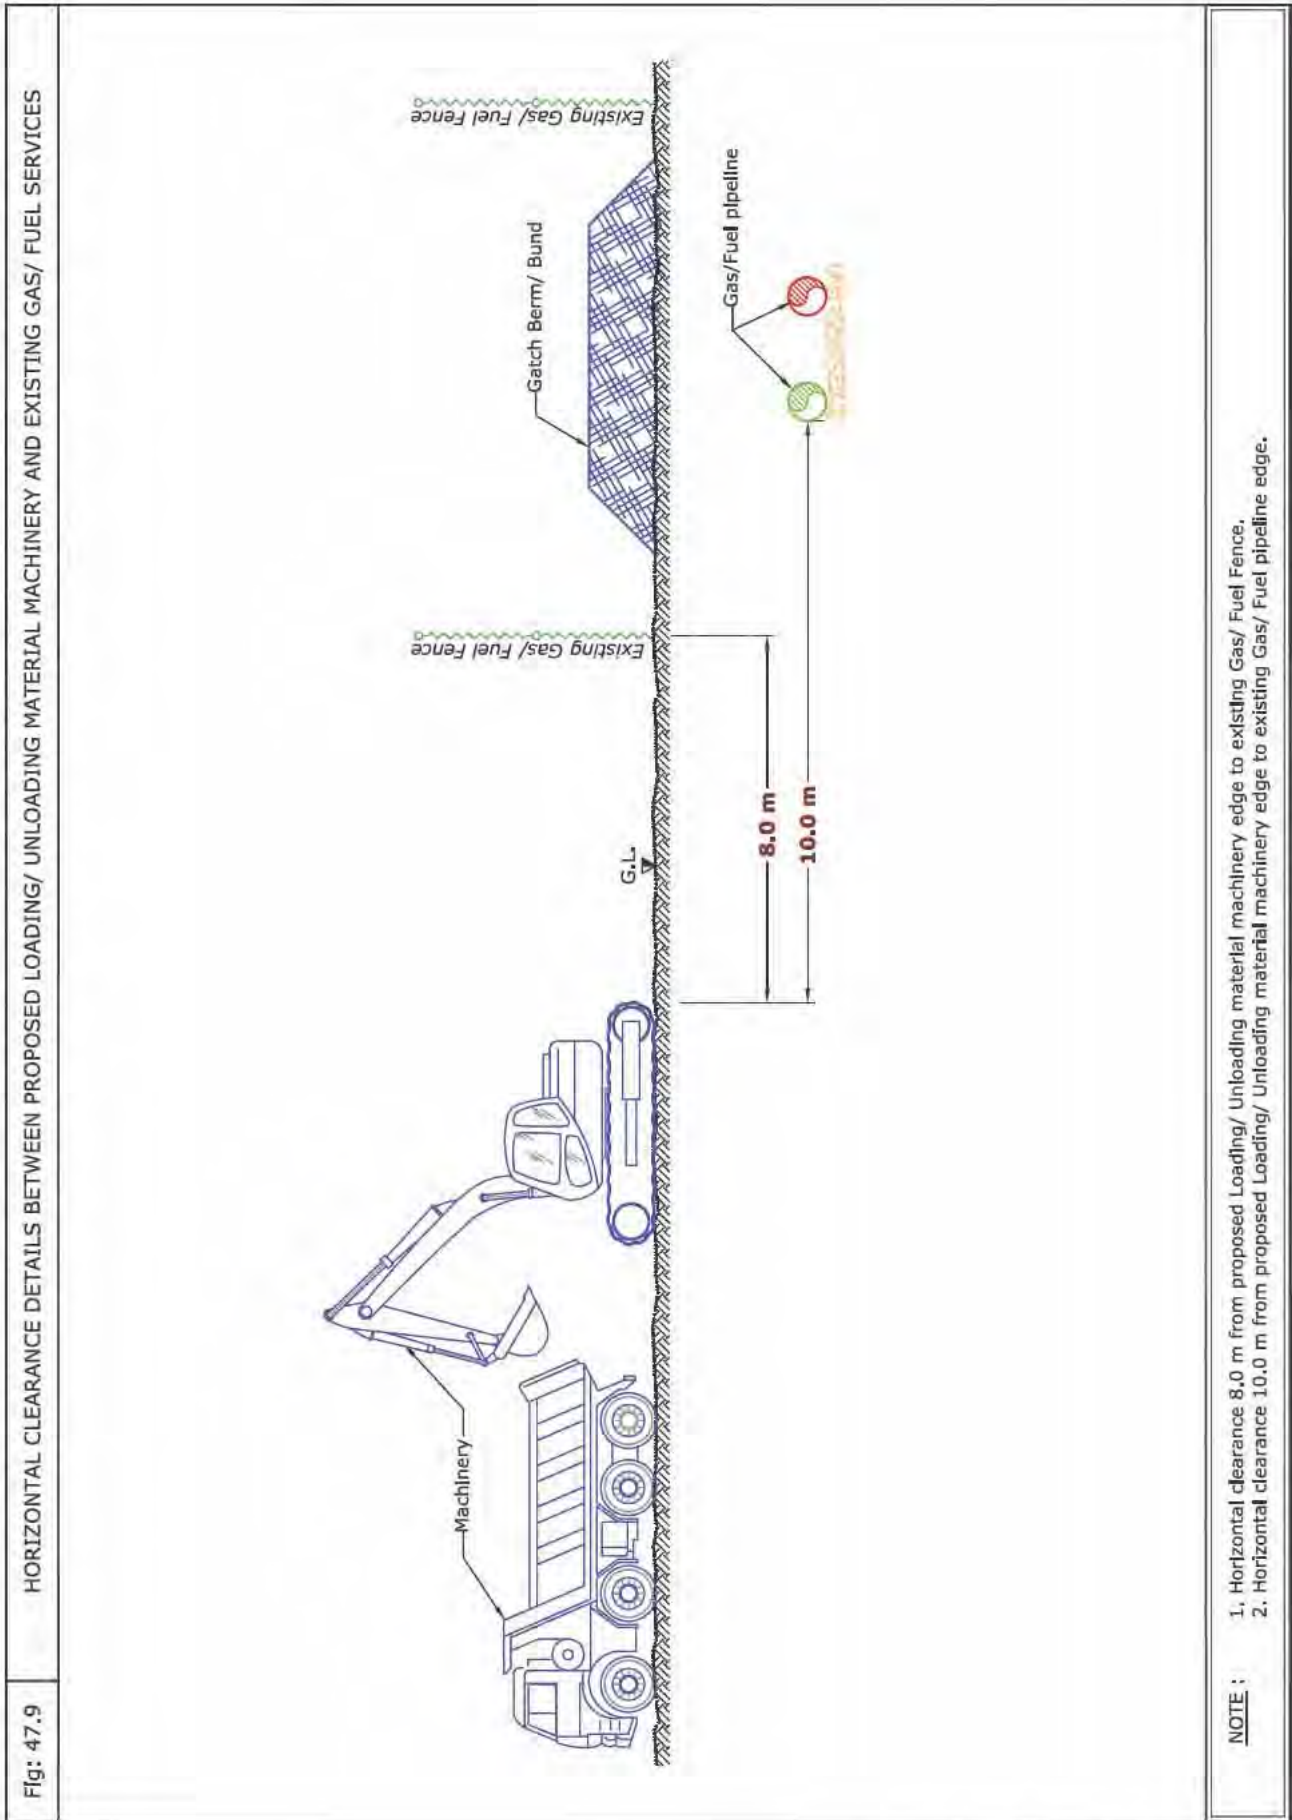 Fig: 47.9
HORIZONTAL CLEARANCE DETAILS BETWEEN PROPOSED LOADING/ UNLOADING MATERIAL MACHINERY AND EXISTING GAS/ FUEL SERVICES
Machinery
G.L.
Existing Gas/ Fuel Fence
Gatch Berm/ Bund
Existing Gas/ Fuel Fence
Gas/Fuel pipeline
8.0 m
10.0 m
NOTE :
1. Horizontal clearance 8.0 m from proposed Loading/ Unloading material machinery edge to existing Gas/ Fuel Fence.
2. Horizontal clearance 10.0 m from proposed Loading/ Unloading material machinery edge to existing Gas/ Fuel pipeline edge.